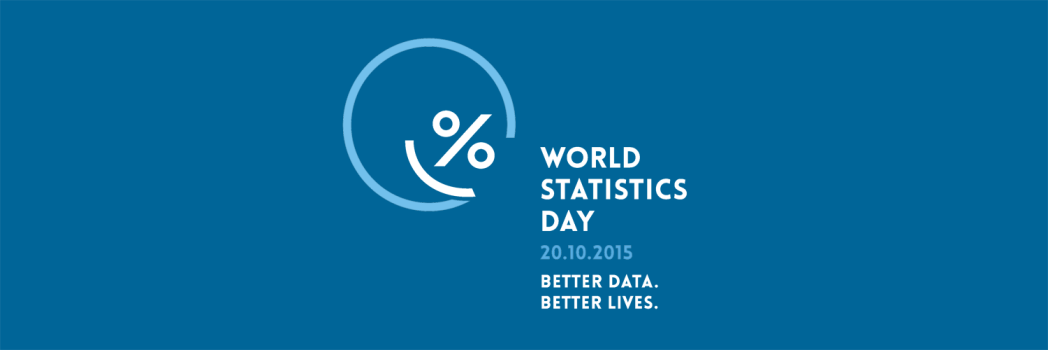 %
WORLD
STATISTICS
DAY
20.10.2015
BETTER DATA.
BETTER LIVES.